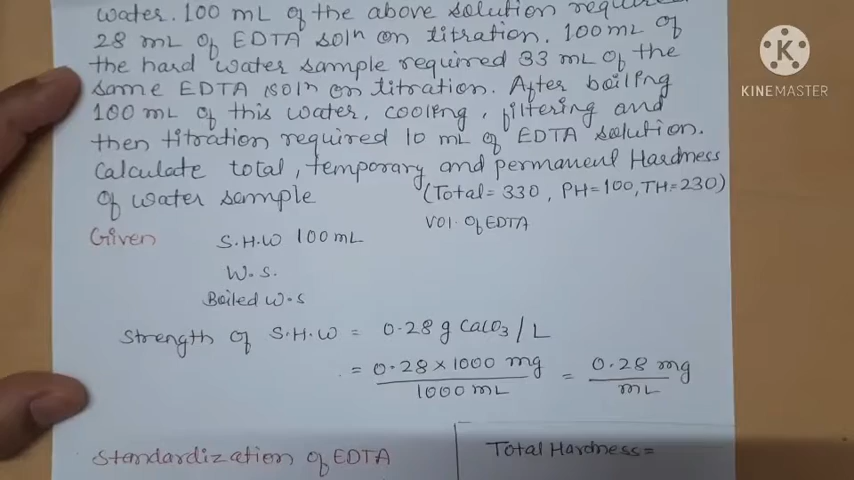 water. 100 mL of the above solution required
28 mL of EDTA solⁿ on titration. 100 mL of
the hard water sample required 33 mL of the
same EDTA solⁿ on titration. After boiling
100 mL of this water, cooling, filtering and
then titration required 10 mL of EDTA solution.
Calculate total, temporary and permanent Hardness
of water sample (Total = 330, PH=100, TH=230)
Given S.H.W 100 mL Vol. of EDTA
W.S.
Boiled W.S
Strength of S.H.W = 0.28 g CaCO₃/L
= 0.28 × 1000 mg / 1000 mL = 0.28 mg / mL
Standardization of EDTA
Total Hardness=
KINEMASTER